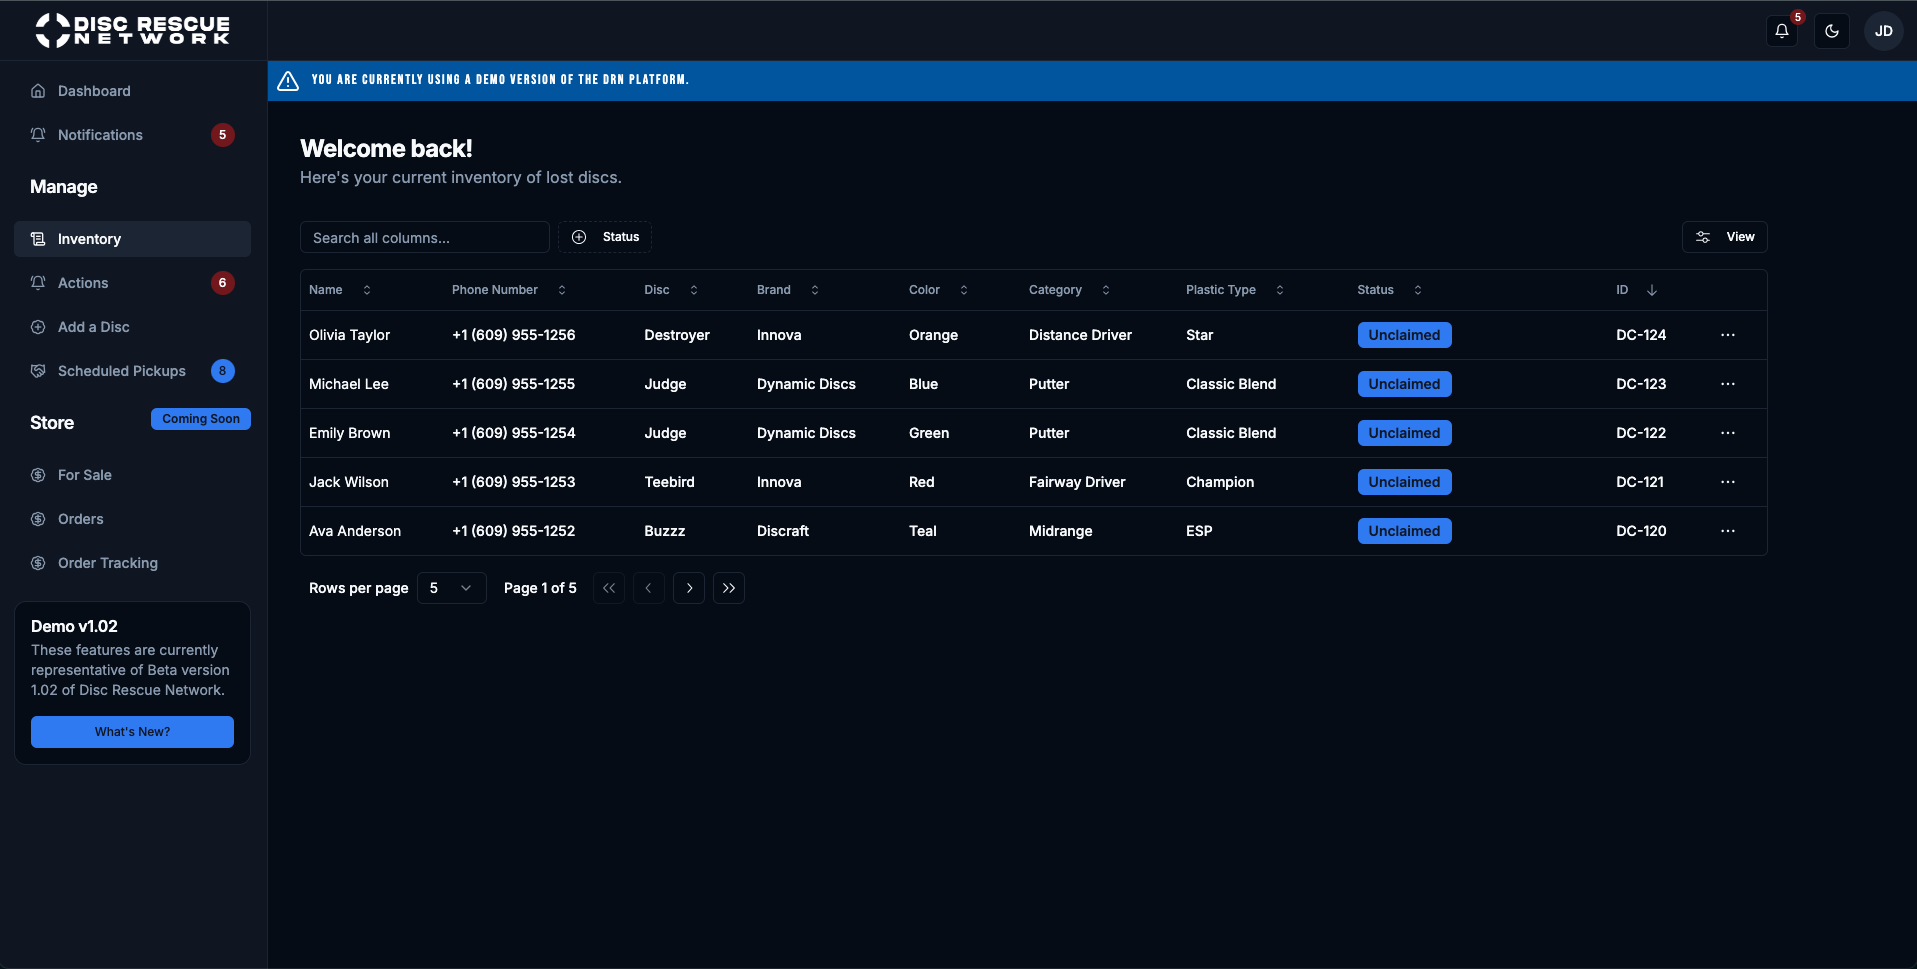 DISC RESCUE
NETWORK
5
JD
Dashboard
Notifications 5
Manage
Inventory
Actions 6
Add a Disc
Scheduled Pickups 8
Store Coming Soon
For Sale
Orders
Order Tracking
Demo v1.02
These features are currently
representative of Beta version
1.02 of Disc Rescue Network.
What's New?
YOU ARE CURRENTLY USING A DEMO VERSION OF THE DRN PLATFORM.
Welcome back!
Here's your current inventory of lost discs.
Search all columns... Status View
Name Phone Number Disc Brand Color Category Plastic Type Status ID
Olivia Taylor +1 (609) 955-1256 Destroyer Innova Orange Distance Driver Star Unclaimed DC-124
Michael Lee +1 (609) 955-1255 Judge Dynamic Discs Blue Putter Classic Blend Unclaimed DC-123
Emily Brown +1 (609) 955-1254 Judge Dynamic Discs Green Putter Classic Blend Unclaimed DC-122
Jack Wilson +1 (609) 955-1253 Teebird Innova Red Fairway Driver Champion Unclaimed DC-121
Ava Anderson +1 (609) 955-1252 Buzzz Discraft Teal Midrange ESP Unclaimed DC-120
Rows per page 5 Page 1 of 5